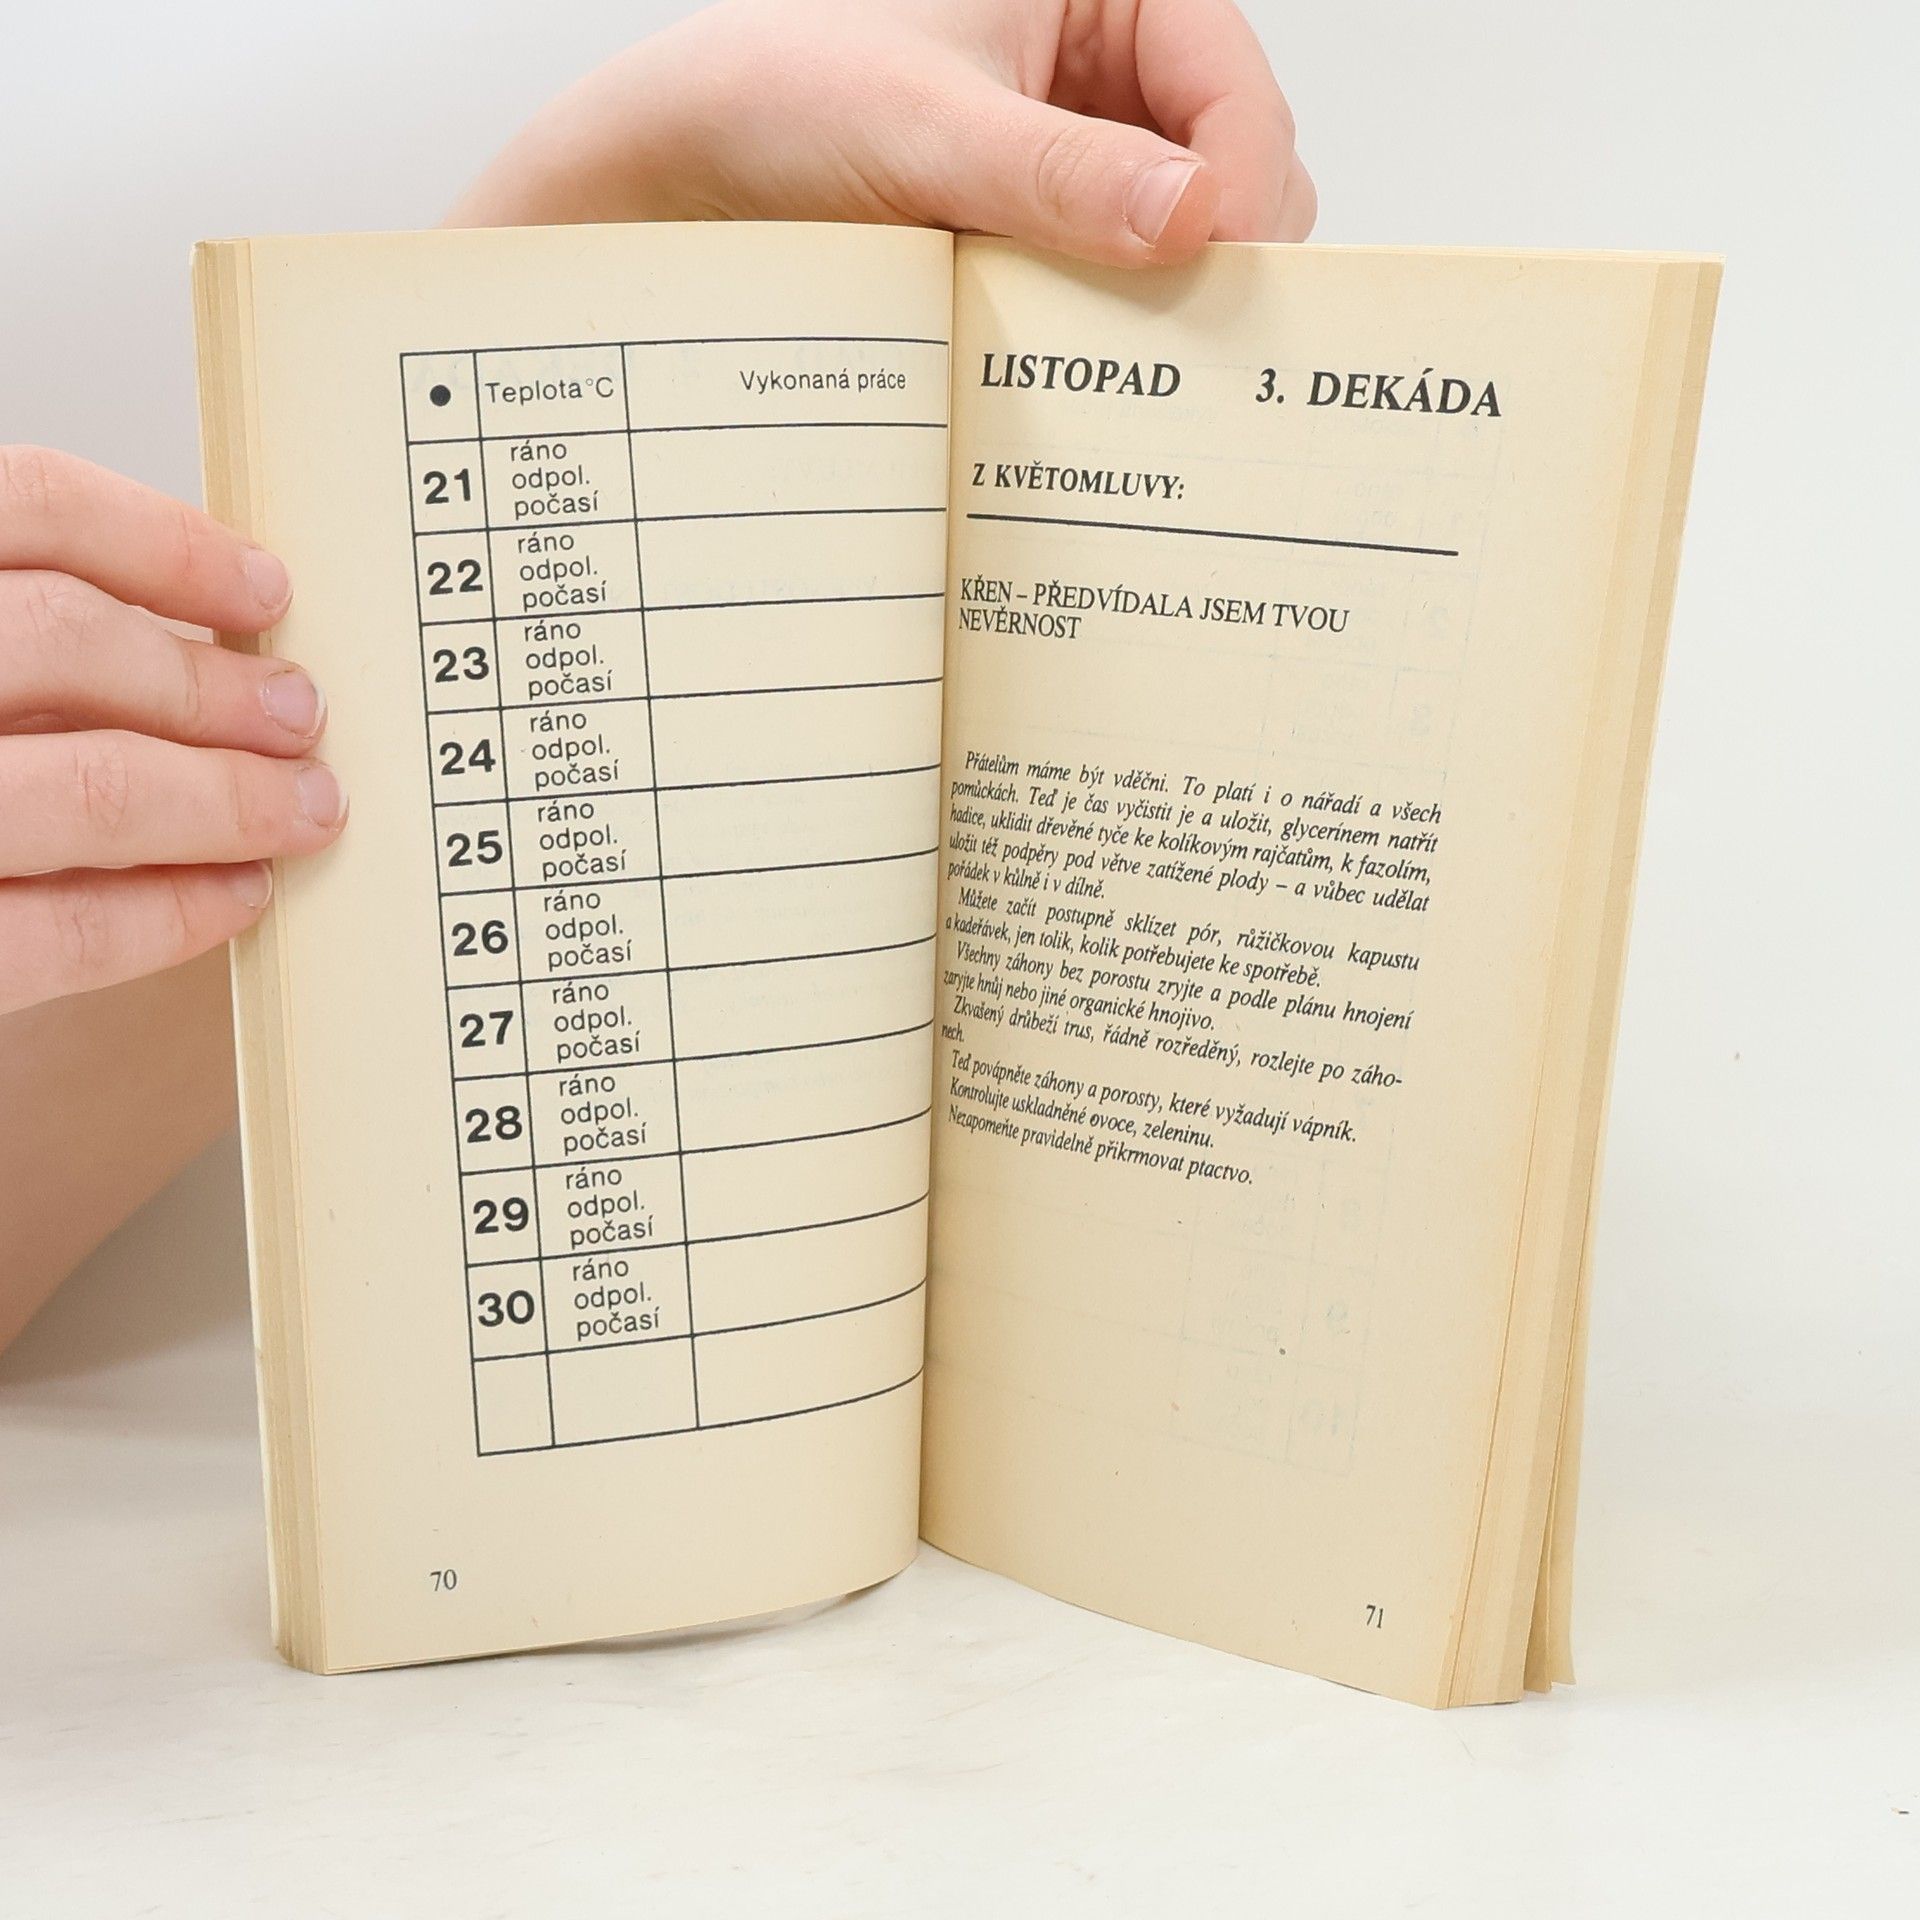 ● Teplota°C Vykonaná práce
21 ráno
odpol.
počasí
22 ráno
odpol.
počasí
23 ráno
odpol.
počasí
24 ráno
odpol.
počasí
25 ráno
odpol.
počasí
26 ráno
odpol.
počasí
27 ráno
odpol.
počasí
28 ráno
odpol.
počasí
29 ráno
odpol.
počasí
30 ráno
odpol.
počasí
70
LISTOPAD 3. DEKÁDA
Z KVĚTOMLUVY:
KŘEN – PŘEDVÍDALA JSEM TVOU
NEVĚRNOST
Přátelům máme být vděčni. To platí i o nářadí a všech
pomůckách. Teď je čas vyčistit je a uložit, glycerínem natřít
hadice, uklidit dřevěné tyče ke kolíkovým rajčatům, k fazolím,
uložit též podpěry pod větve zatížené plody – a vůbec udělat
pořádek v kůlně i v dílně.
Můžete začít postupně sklízet pór, růžičkovou kapustu
a kadeřávek, jen tolik, kolik potřebujete ke spotřebě.
Všechny záhony bez porostu zryjte a podle plánu hnojení
zaryjte hnůj nebo jiné organické hnojivo.
Zkvašený drůbeží trus, řádně rozředěný, rozlejte po záho-
nech.
Teď povápněte záhony a porosty, které vyžadují vápník.
Kontrolujte uskladněné ovoce, zeleninu.
Nezapomeňte pravidelně přikrmovat ptactvo.
71